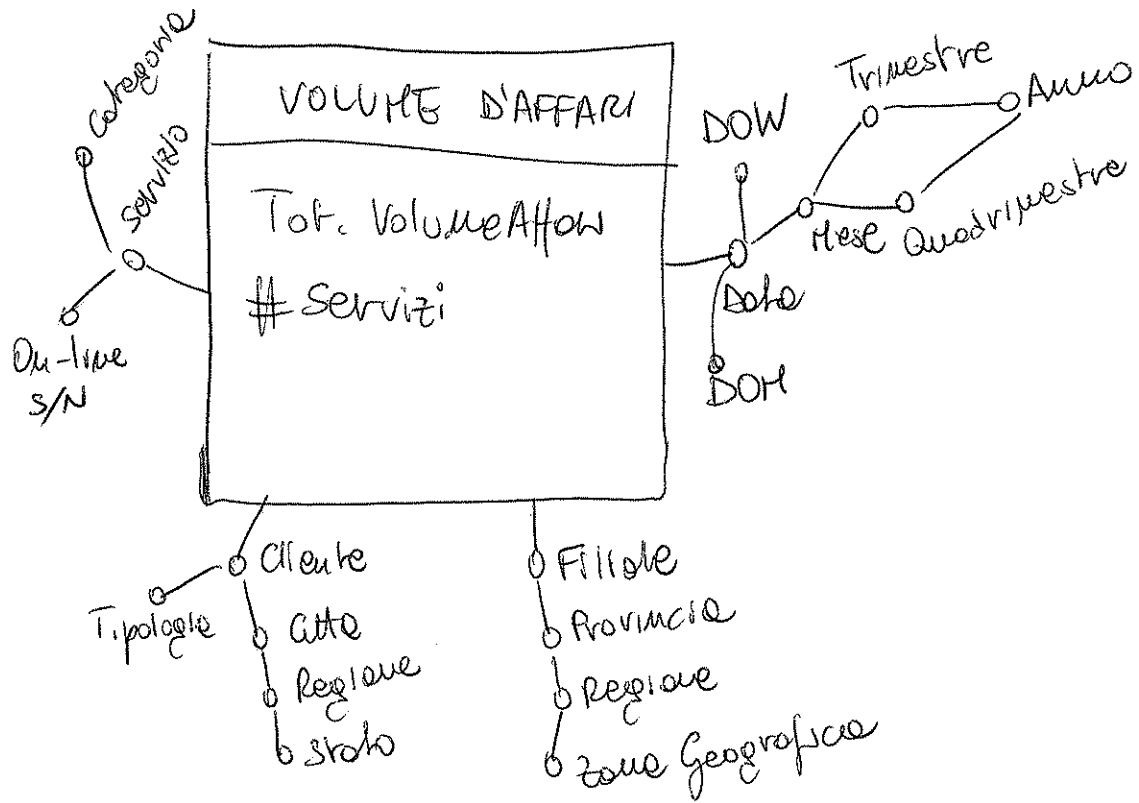 VOLUME D'AFFARI
Tot. VolumeAffari
# Servizi
Categoria
Servizio
On-line
S/N
DOW
Trimestre
Anno
Mese
Quadrimestre
Data
DOM
Cliente
Tipologia
Città
Regione
Stato
Filiale
Provincia
Regione
Zona Geografica